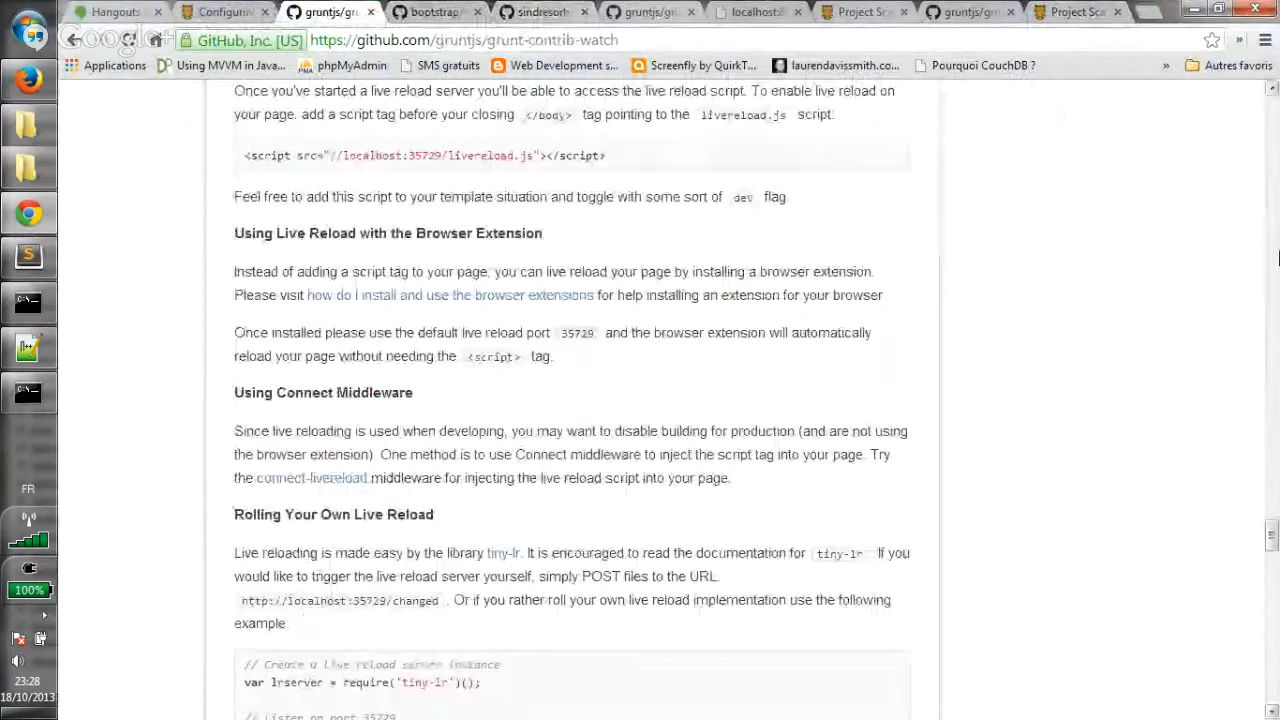 Hangouts
Configurin
gruntjs/gru
bootstrap/
sindresorh
gruntjs/gr
localhost:8
Project Sca
gruntjs/gr
Project Sca
Google
GitHub, Inc. [US]
https://github.com/gruntjs/grunt-contrib-watch
Applications
Using MVVM in Java...
phpMyAdmin
SMS gratuits
Web Development s...
Screenfly by QuirkT...
laurendavissmith.co...
Pourquoi CouchDB ?
»
Autres favoris
Once you've started a live reload server you'll be able to access the live reload script. To enable live reload on
your page, add a script tag before your closing </body> tag pointing to the livereload.js script:
<script src="//localhost:35729/livereload.js"></script>
Feel free to add this script to your template situation and toggle with some sort of dev flag.
Using Live Reload with the Browser Extension
Instead of adding a script tag to your page, you can live reload your page by installing a browser extension.
Please visit how do I install and use the browser extensions for help installing an extension for your browser
Once installed please use the default live reload port 35729 and the browser extension will automatically
reload your page without needing the <script> tag.
Using Connect Middleware
Since live reloading is used when developing, you may want to disable building for production (and are not using
the browser extension). One method is to use Connect middleware to inject the script tag into your page. Try
the connect-livereload middleware for injecting the live reload script into your page.
Rolling Your Own Live Reload
Live reloading is made easy by the library tiny-lr. It is encouraged to read the documentation for tiny-lr If you
would like to trigger the live reload server yourself, simply POST files to the URL.
http://localhost:35729/changed . Or if you rather roll your own live reload implementation use the following
example:
// Create a live reload server instance
var lrserver = require('tiny-lr')();
// Listen on port 35729
FR
100%
23:28
18/10/2013